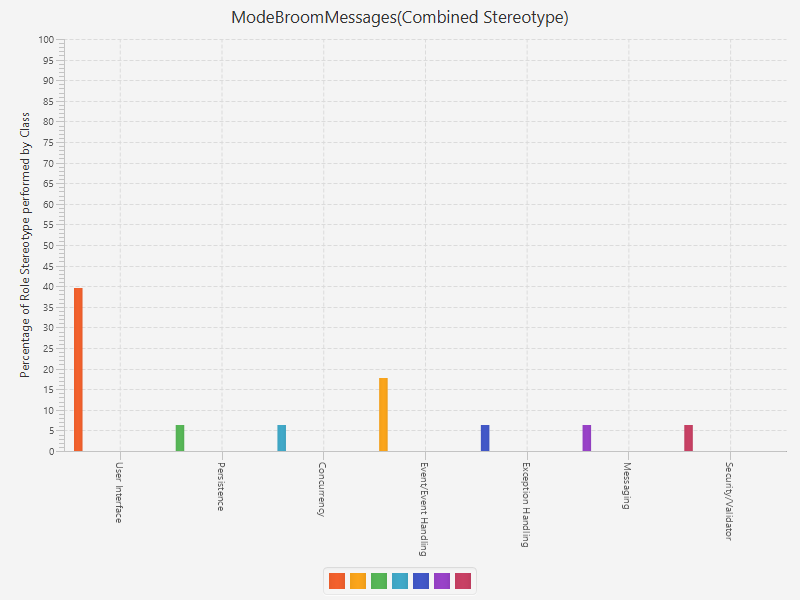 ModeBroomMessages(Combined Stereotype)
Percentage of Role Stereotype performed by Class
100
95
90
85
80
75
70
65
60
55
50
45
40
35
30
25
20
15
10
5
0
User Interface
Persistence
Concurrency
Event/Event Handling
Exception Handling
Messaging
Security/Validator